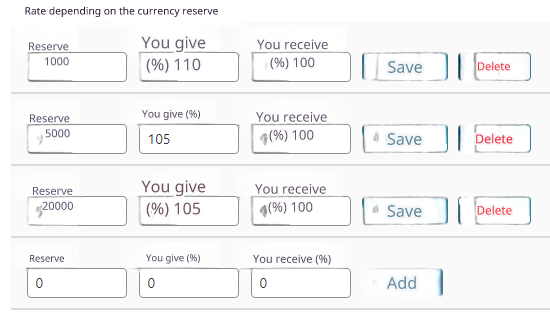 Rate depending on the currency reserve
Reserve You give You receive
1000 (%) 110 (%) 100 Save Delete
Reserve You give (%) You receive
5000 105 (%) 100 Save Delete
Reserve You give You receive
20000 (%) 105 (%) 100 Save Delete
Reserve You give (%) You receive (%)
0 0 0 Add